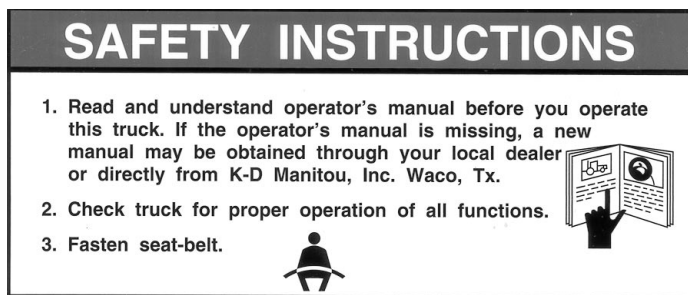 SAFETY INSTRUCTIONS
1. Read and understand operator's manual before you operate
this truck. If the operator's manual is missing, a new
manual may be obtained through your local dealer
or directly from K-D Manitou, Inc. Waco, Tx.
2. Check truck for proper operation of all functions.
3. Fasten seat-belt.